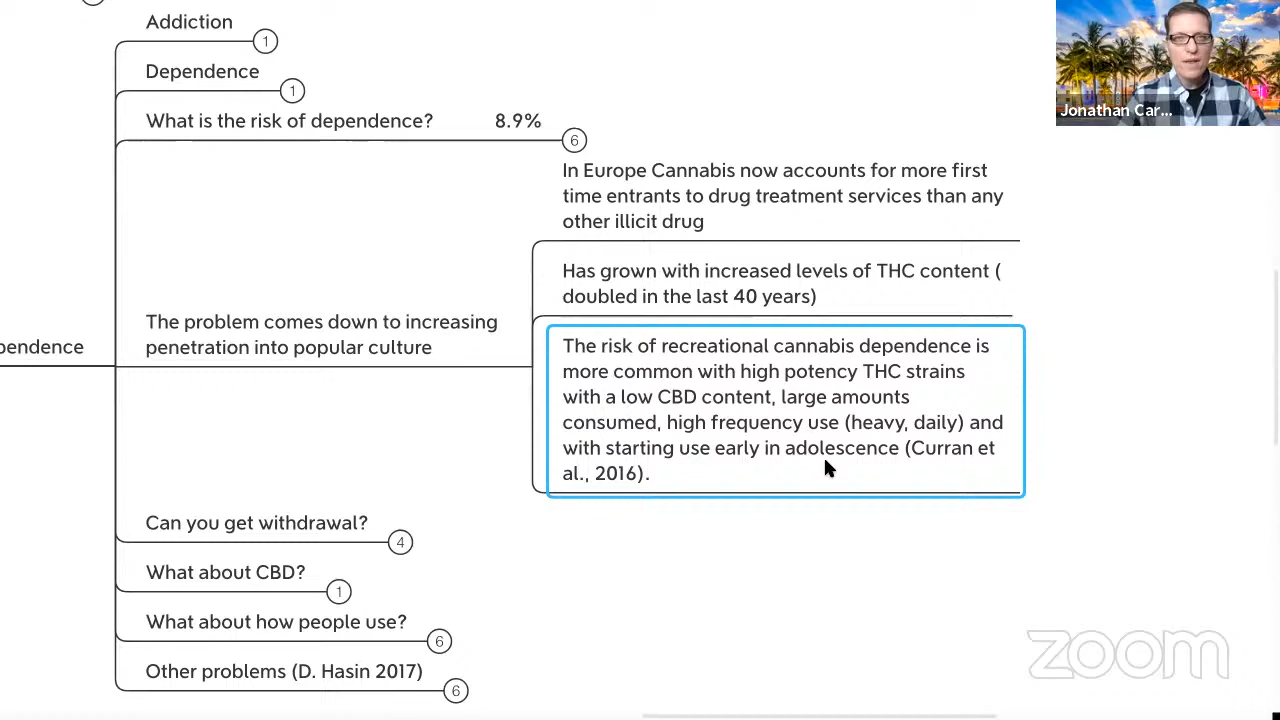 Addiction
1
Dependence
1
What is the risk of dependence? 8.9%
6
In Europe Cannabis now accounts for more first
time entrants to drug treatment services than any
other illicit drug
Has grown with increased levels of THC content (
doubled in the last 40 years)
The problem comes down to increasing
penetration into popular culture
The risk of recreational cannabis dependence is
more common with high potency THC strains
with a low CBD content, large amounts
consumed, high frequency use (heavy, daily) and
with starting use early in adolescence (Curran et
al., 2016).
pendence
Can you get withdrawal?
4
What about CBD?
1
What about how people use?
6
Other problems (D. Hasin 2017)
6
Jonathan Car...
zoom